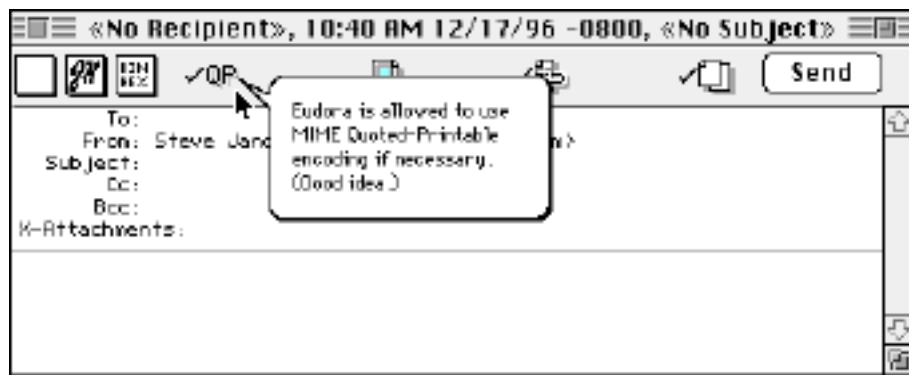 «No Recipient», 10:40 AM 12/17/96 -0800, «No Subject»
BIN
HEX
QP
Send
Eudora is allowed to use
MIME Quoted-Printable
encoding if necessary.
(Good idea.)
To:
From: Steve
Subject:
Cc:
Bcc:
X-Attachments: